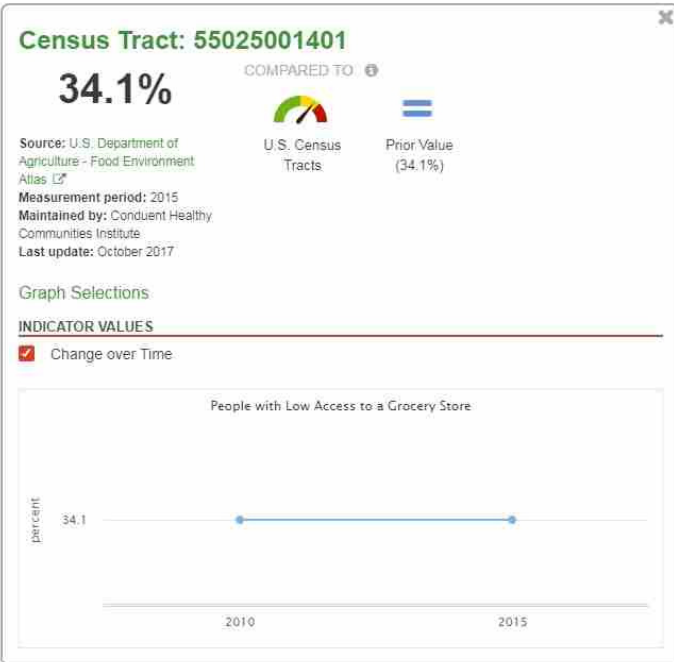 Census Tract: 55025001401
34.1%
COMPARED TO
U.S. Census
Tracts
Prior Value
(34.1%)
Source: U.S. Department of
Agriculture - Food Environment
Atlas
Measurement period: 2015
Maintained by: Conduent Healthy
Communities Institute
Last update: October 2017
Graph Selections
INDICATOR VALUES
Change over Time
People with Low Access to a Grocery Store
percent
34.1
2010
2015